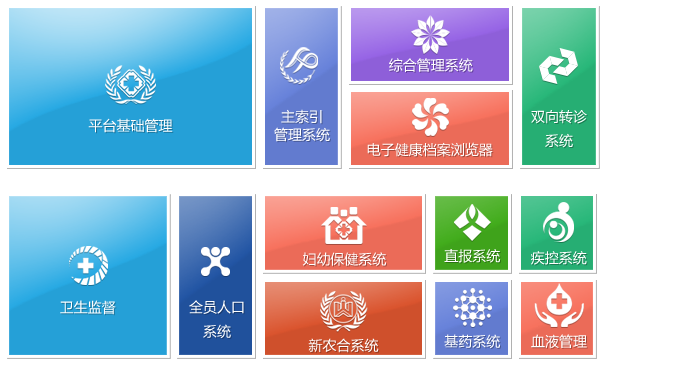 平台基础管理
主索引
管理系统
综合管理系统
电子健康档案浏览器
双向转诊
系统
卫生监督
全员人口
系统
妇幼保健系统
新农合系统
直报系统
基药系统
疾控系统
血液管理